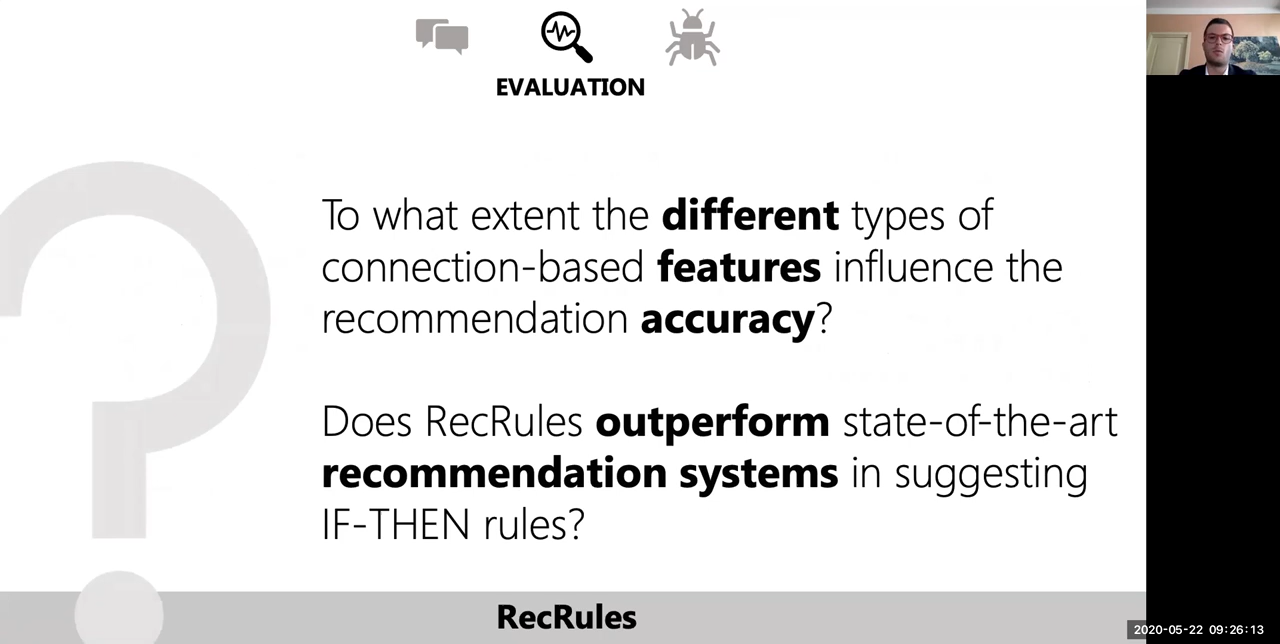 EVALUATION
To what extent the different types of
connection-based features influence the
recommendation accuracy?
Does RecRules outperform state-of-the-art
recommendation systems in suggesting
IF-THEN rules?
RecRules
2020-05-22 09:26:13